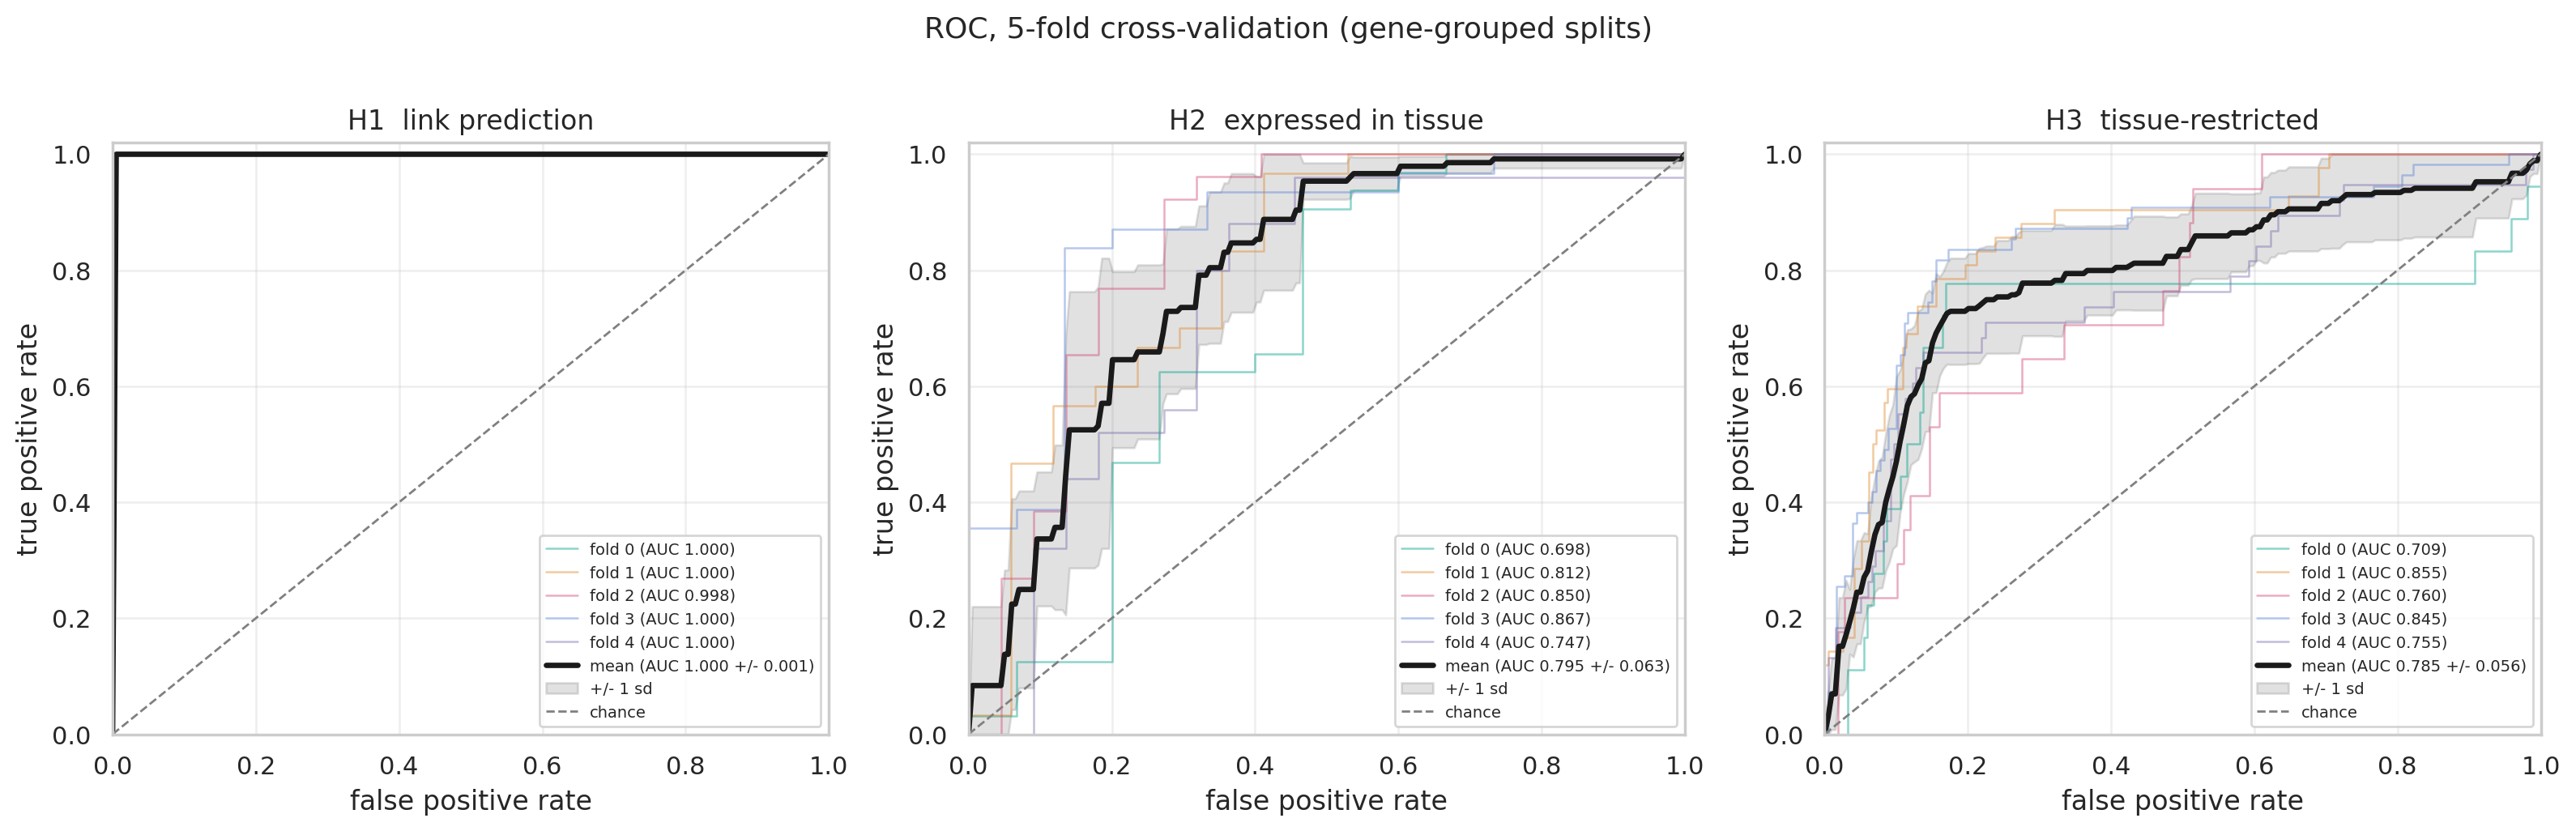 ROC, 5-fold cross-validation (gene-grouped splits)
H1 link prediction
true positive rate
1.0
0.8
0.6
0.4
0.2
0.0
0.0 0.2 0.4 0.6 0.8 1.0
false positive rate
fold 0 (AUC 1.000)
fold 1 (AUC 1.000)
fold 2 (AUC 0.998)
fold 3 (AUC 1.000)
fold 4 (AUC 1.000)
mean (AUC 1.000 +/- 0.001)
+/- 1 sd
chance
H2 expressed in tissue
true positive rate
1.0
0.8
0.6
0.4
0.2
0.0
0.0 0.2 0.4 0.6 0.8 1.0
false positive rate
fold 0 (AUC 0.698)
fold 1 (AUC 0.812)
fold 2 (AUC 0.850)
fold 3 (AUC 0.867)
fold 4 (AUC 0.747)
mean (AUC 0.795 +/- 0.063)
+/- 1 sd
chance
H3 tissue-restricted
true positive rate
1.0
0.8
0.6
0.4
0.2
0.0
0.0 0.2 0.4 0.6 0.8 1.0
false positive rate
fold 0 (AUC 0.709)
fold 1 (AUC 0.855)
fold 2 (AUC 0.760)
fold 3 (AUC 0.845)
fold 4 (AUC 0.755)
mean (AUC 0.785 +/- 0.056)
+/- 1 sd
chance